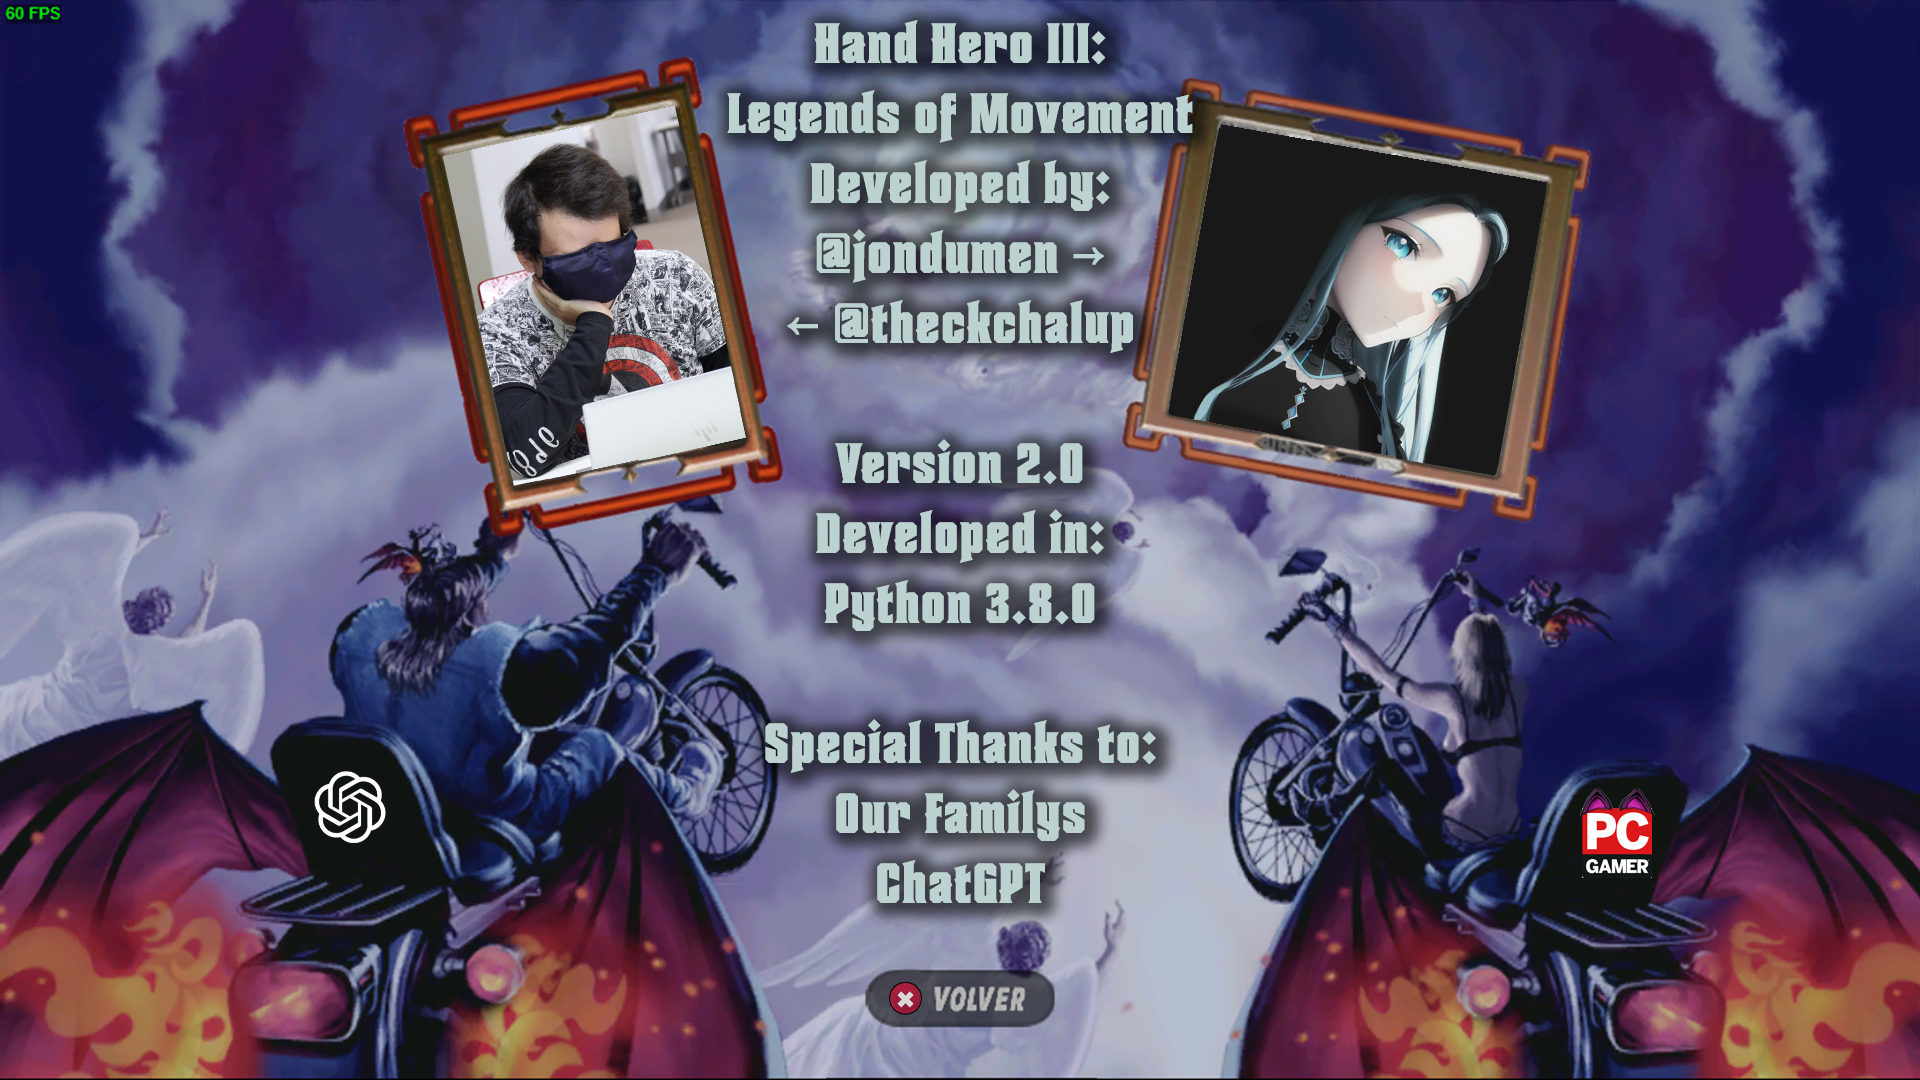 60 FPS
Hand Hero III:
Legends of Movement
Developed by:
@jondumen →
← @theckchalup
Version 2.0
Developed in:
Python 3.8.0
Special Thanks to:
Our Familys
ChatGPT
PC
GAMER
VOLVER